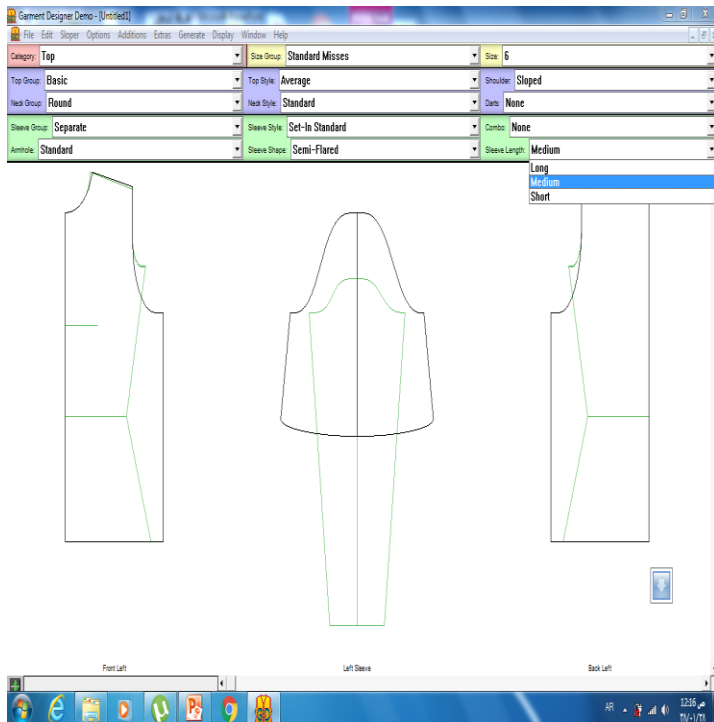 Garment Designer Demo - [Untitled1]
File Edit Sloper Options Additions Extras Generate Display Window Help
Category: Top Size Group: Standard Misses Size: 6
Top Group: Basic Top Style: Average Shoulder: Sloped
Neck Group: Round Neck Style: Standard Darts: None
Sleeve Group: Separate Sleeve Style: Set-In Standard Combo: None
Armhole: Standard Sleeve Shape: Semi-Flared Sleeve Length: Medium
Long
Medium
Short
Front Left Left Sleeve Back Left
AR 12:16 ص